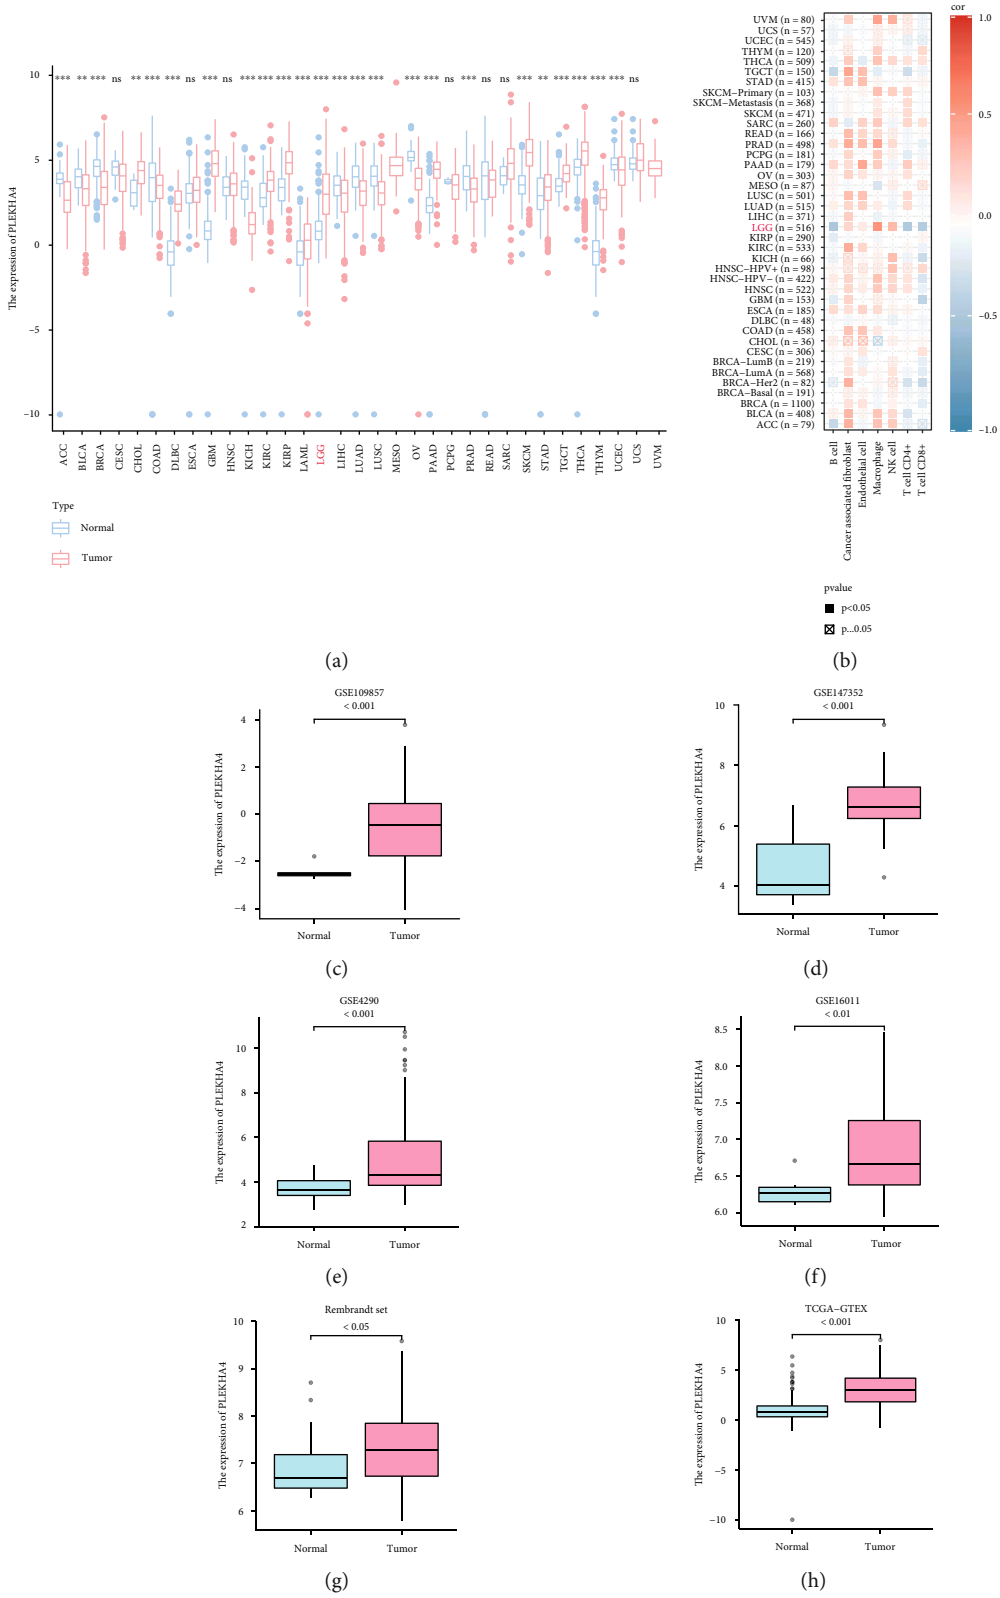 10
5
0
−5
−10
The expression of PLEKHA4
*** ** *** ns ** *** *** ns *** ns *** *** *** *** *** *** *** *** *** *** ns *** ns ns *** ** *** *** *** *** ns
ACC
BLCA
BRCA
CESC
CHOL
COAD
DLBC
ESCA
GBM
HNSC
KICH
KIRC
KIRP
LAML
LGG
LIHC
LUAD
LUSC
MESO
OV
PAAD
PCPG
PRAD
READ
SARC
SKCM
STAD
TGCT
THCA
THYM
UCEC
UCS
UVM
Type
Normal
Tumor
(a)
UVM (n = 80)
UCS (n = 57)
UCEC (n = 545)
THYM (n = 120)
THCA (n = 509)
TGCT (n = 150)
STAD (n = 415)
SKCM−Primary (n = 103)
SKCM−Metastasis (n = 368)
SKCM (n = 471)
SARC (n = 260)
READ (n = 166)
PRAD (n = 498)
PCPG (n = 181)
PAAD (n = 179)
OV (n = 303)
MESO (n = 87)
LUSC (n = 501)
LUAD (n = 515)
LIHC (n = 371)
LGG (n = 516)
KIRP (n = 290)
KIRC (n = 533)
KICH (n = 66)
HNSC−HPV+ (n = 98)
HNSC−HPV− (n = 422)
HNSC (n = 522)
GBM (n = 153)
ESCA (n = 185)
DLBC (n = 48)
COAD (n = 458)
CHOL (n = 36)
CESC (n = 306)
BRCA−LumB (n = 219)
BRCA−LumA (n = 568)
BRCA−Her2 (n = 82)
BRCA−Basal (n = 191)
BRCA (n = 1100)
BLCA (n = 408)
ACC (n = 79)
B cell
Cancer associated fibroblast
Endothelial cell
Macrophage
NK cell
T cell CD4+
T cell CD8+
cor
1.0
0.5
0.0
−0.5
−1.0
pvalue
p<0.05
p...0.05
(b)
GSE109857
< 0.001
4
2
0
−2
−4
The expression of PLEKHA4
Normal
Tumor
(c)
GSE147352
< 0.001
10
8
6
4
The expression of PLEKHA4
Normal
Tumor
(d)
GSE4290
< 0.001
10
8
6
4
2
The expression of PLEKHA4
Normal
Tumor
(e)
GSE16011
< 0.01
8.5
8.0
7.5
7.0
6.5
6.0
The expression of PLEKHA4
Normal
Tumor
(f)
Rembrandt set
< 0.05
10
9
8
7
6
The expression of PLEKHA4
Normal
Tumor
(g)
TCGA−GTEX
< 0.001
10
5
0
−5
−10
The expression of PLEKHA4
Normal
Tumor
(h)